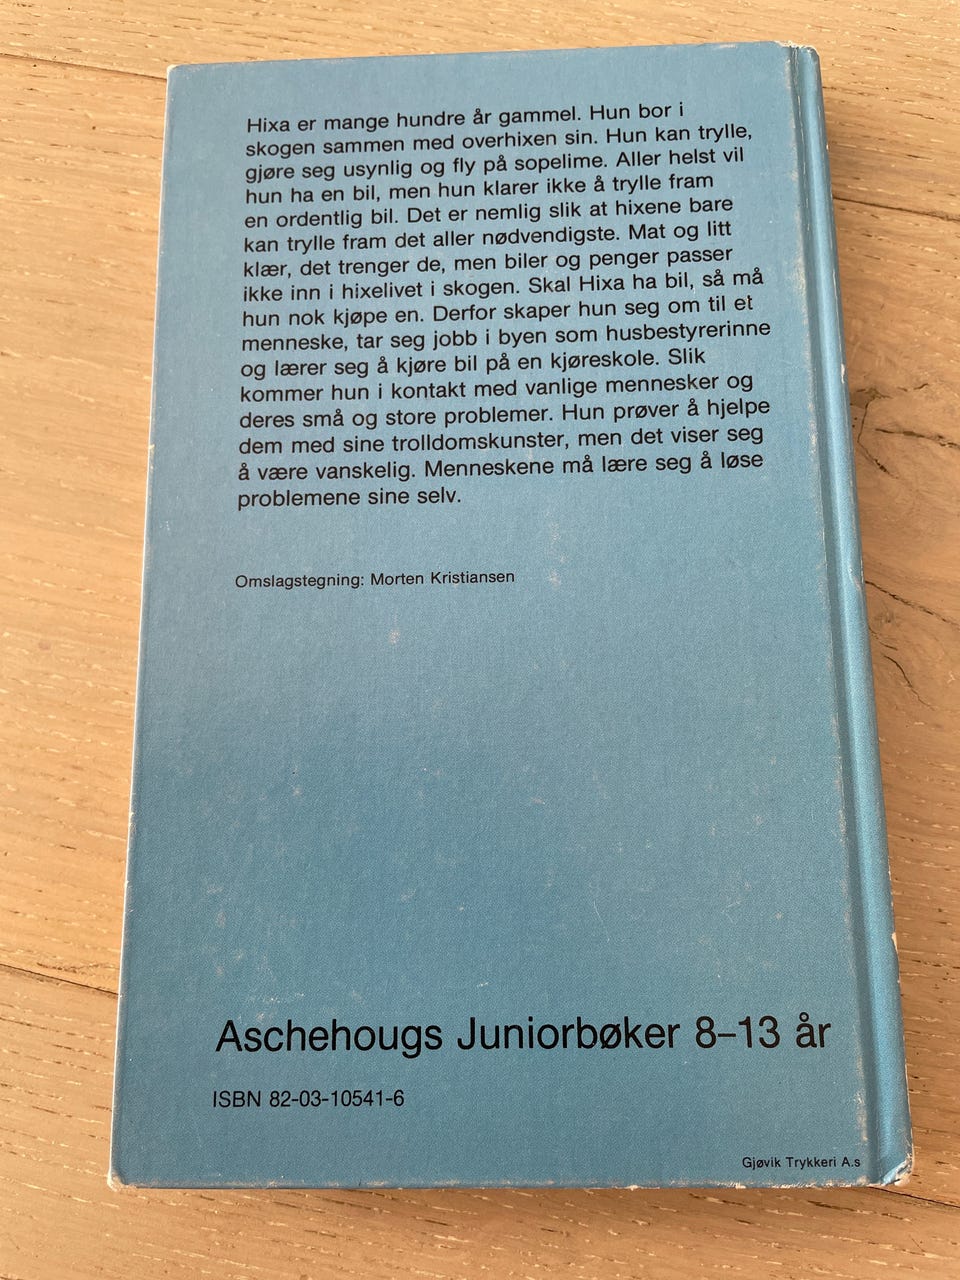 Hixa er mange hundre år gammel. Hun bor i
skogen sammen med overhixen sin. Hun kan trylle,
gjøre seg usynlig og fly på sopelime. Aller helst vil
hun ha en bil, men hun klarer ikke å trylle fram
en ordentlig bil. Det er nemlig slik at hixene bare
kan trylle fram det aller nødvendigste. Mat og litt
klær, det trenger de, men biler og penger passer
ikke inn i hixelivet i skogen. Skal Hixa ha bil, så må
hun nok kjøpe en. Derfor skaper hun seg om til et
menneske, tar seg jobb i byen som husbestyrerinne
og lærer seg å kjøre bil på en kjøreskole. Slik
kommer hun i kontakt med vanlige mennesker og
deres små og store problemer. Hun prøver å hjelpe
dem med sine trolldomskunster, men det viser seg
å være vanskelig. Menneskene må lære seg å løse
problemene sine selv.
Omslagstegning: Morten Kristiansen
Aschehougs Juniorbøker 8–13 år
ISBN 82-03-10541-6
Gjøvik Trykkeri A.s